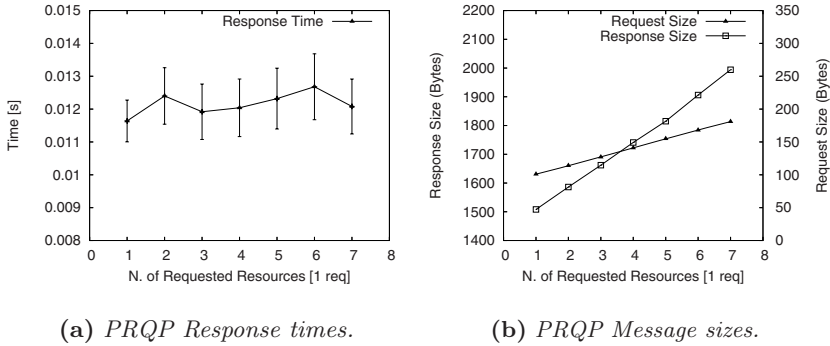 0.015
0.014
0.013
0.012
0.011
0.01
0.009
0.008
Time [s]
Response Time
0 1 2 3 4 5 6 7 8
N. of Requested Resources [1 req]
(a) PRQP Response times.
2200
2100
2000
1900
1800
1700
1600
1500
1400
Response Size (Bytes)
Request Size
Response Size
350
300
250
200
150
100
50
0
Request Size (Bytes)
0 1 2 3 4 5 6 7 8
N. of Requested Resources [1 req]
(b) PRQP Message sizes.